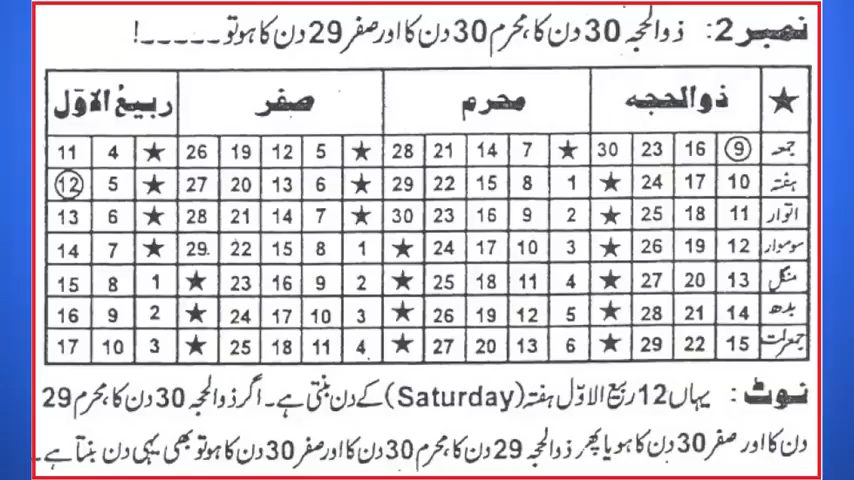 نمبر 2: ذوالحجہ 30 دن کا، محرم 30 دن کا اور صفر 29 دن کا ہو تو ۔۔۔۔۔!
★ ذوالحجہ محرم صفر ربیع الاوّل
جمعہ 9 16 23 30 ★ 7 14 21 28 ★ 5 12 19 26 ★ 4 11
ہفتہ 10 17 24 ★ 1 8 15 22 29 ★ 6 13 20 27 ★ 5 12
اتوار 11 18 25 ★ 2 9 16 23 30 ★ 7 14 21 28 ★ 6 13
سوموار 12 19 26 ★ 3 10 17 24 ★ 1 8 15 22 29 ★ 7 14
منگل 13 20 27 ★ 4 11 18 25 ★ 2 9 16 23 ★ 1 8 15
بدھ 14 21 28 ★ 5 12 19 26 ★ 3 10 17 24 ★ 2 9 16
جمعرات 15 22 29 ★ 6 13 20 27 ★ 4 11 18 25 ★ 3 10 17
نوٹ: یہاں 12 ربیع الاوّل ہفتہ (Saturday) کے دن بنتی ہے۔ اگر ذوالحجہ 30 دن کا، محرم 29
دن کا اور صفر 30 دن کا ہو یا پھر ذوالحجہ 29 دن کا، محرم 30 دن کا اور صفر 30 دن کا ہو تو بھی یہی دن بنتا ہے۔